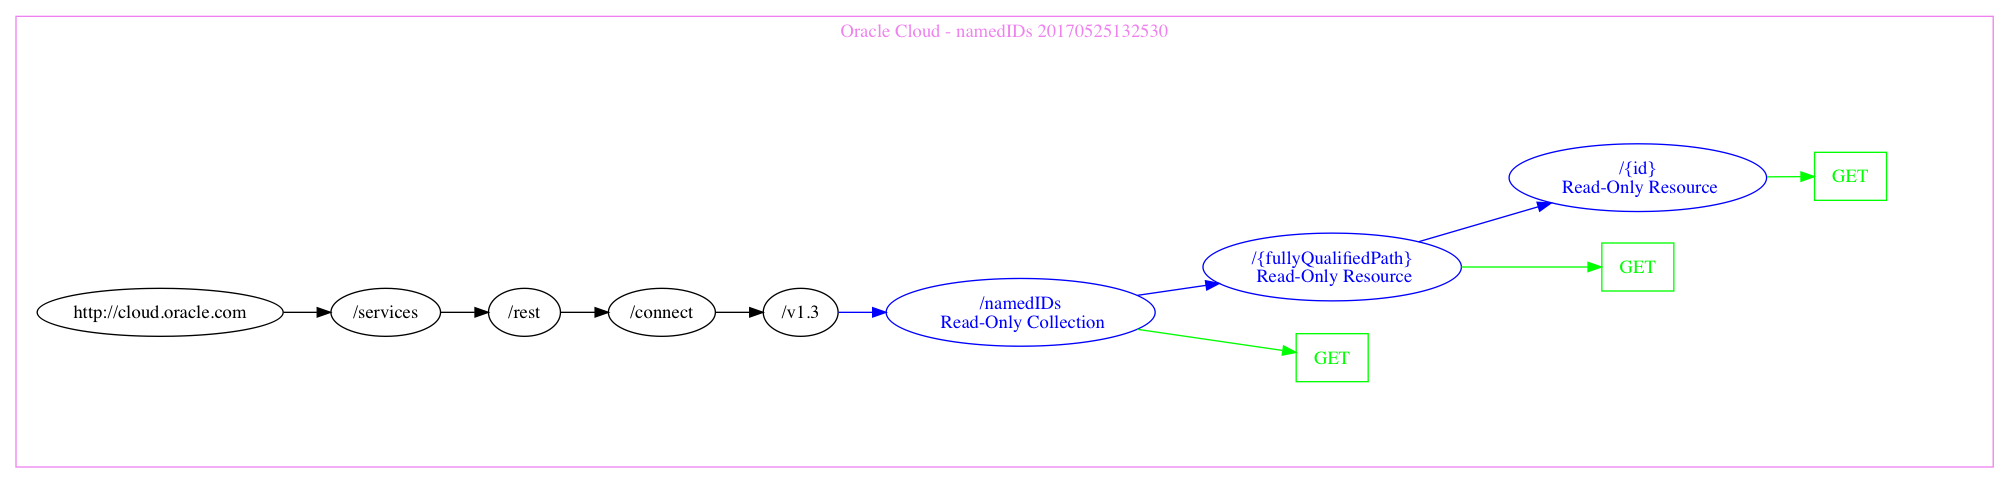 Oracle Cloud - namedIDs 20170525132530
http://cloud.oracle.com
/services
/rest
/connect
/v1.3
/namedIDs
Read-Only Collection
/{fullyQualifiedPath}
Read-Only Resource
/{id}
Read-Only Resource
GET
GET
GET